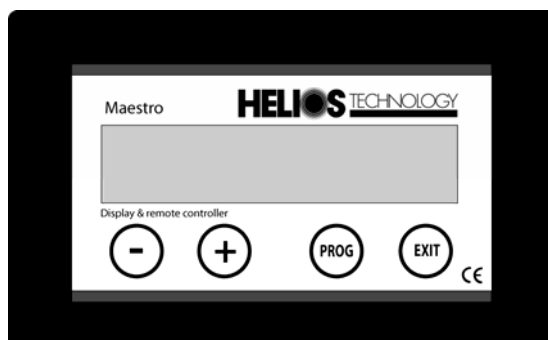 Maestro HELIOS TECHNOLOGY
Display & remote controller
- + PROG EXIT
CE